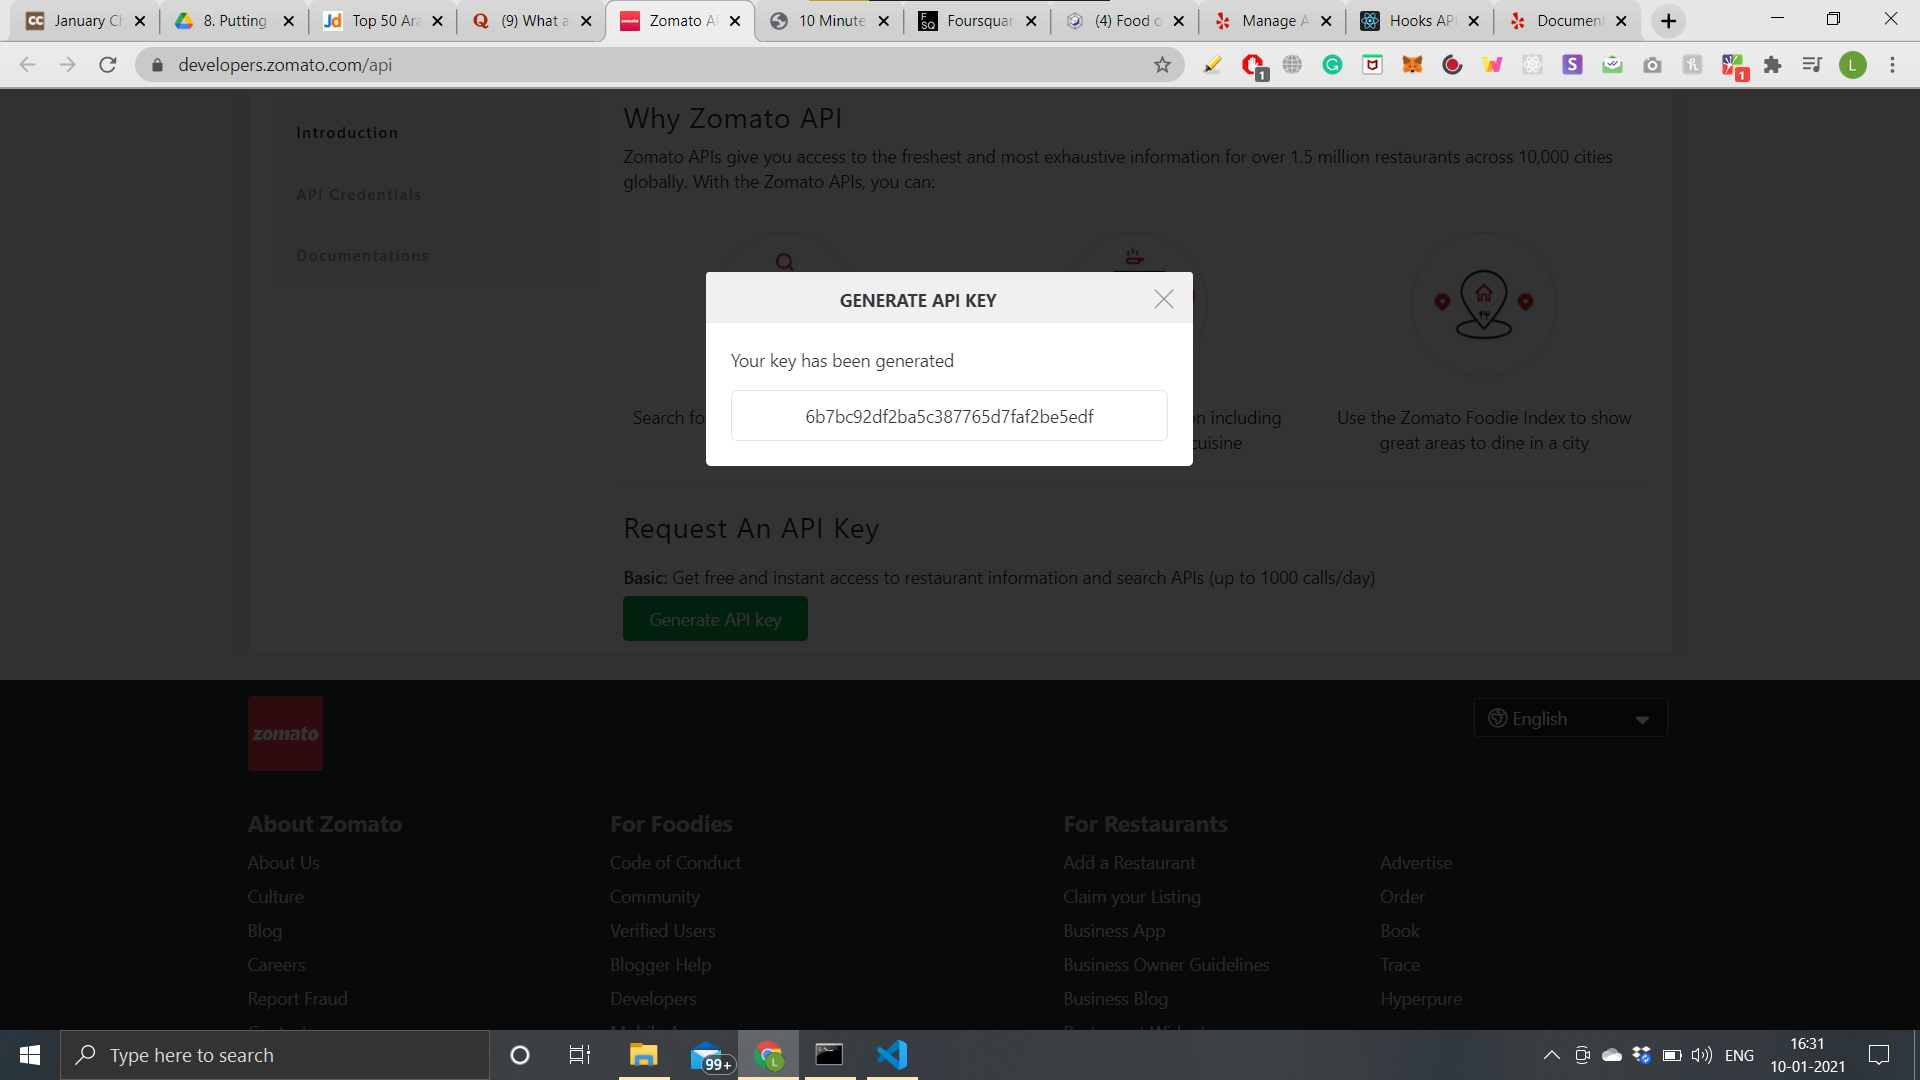 January Ch
8. Putting
Top 50 Ara
(9) What a
Zomato AP
10 Minute
Foursquar
(4) Food o
Manage A
Hooks API
Document
developers.zomato.com/api
1
1
L
Introduction
API Credentials
Documentations
Why Zomato API
Zomato APIs give you access to the freshest and most exhaustive information for over 1.5 million restaurants across 10,000 cities
globally. With the Zomato APIs, you can:
GENERATE API KEY
Your key has been generated
6b7bc92df2ba5c387765d7faf2be5edf
Search fo
n including
cuisine
Use the Zomato Foodie Index to show
great areas to dine in a city
Request An API Key
Basic: Get free and instant access to restaurant information and search APIs (up to 1000 calls/day)
Generate API key
zomato
English
About Zomato
About Us
Culture
Blog
Careers
Report Fraud
For Foodies
Code of Conduct
Community
Verified Users
Blogger Help
Developers
For Restaurants
Add a Restaurant
Claim your Listing
Business App
Business Owner Guidelines
Business Blog
Advertise
Order
Book
Trace
Hyperpure
Type here to search
99+
L
ENG
16:31
10-01-2021